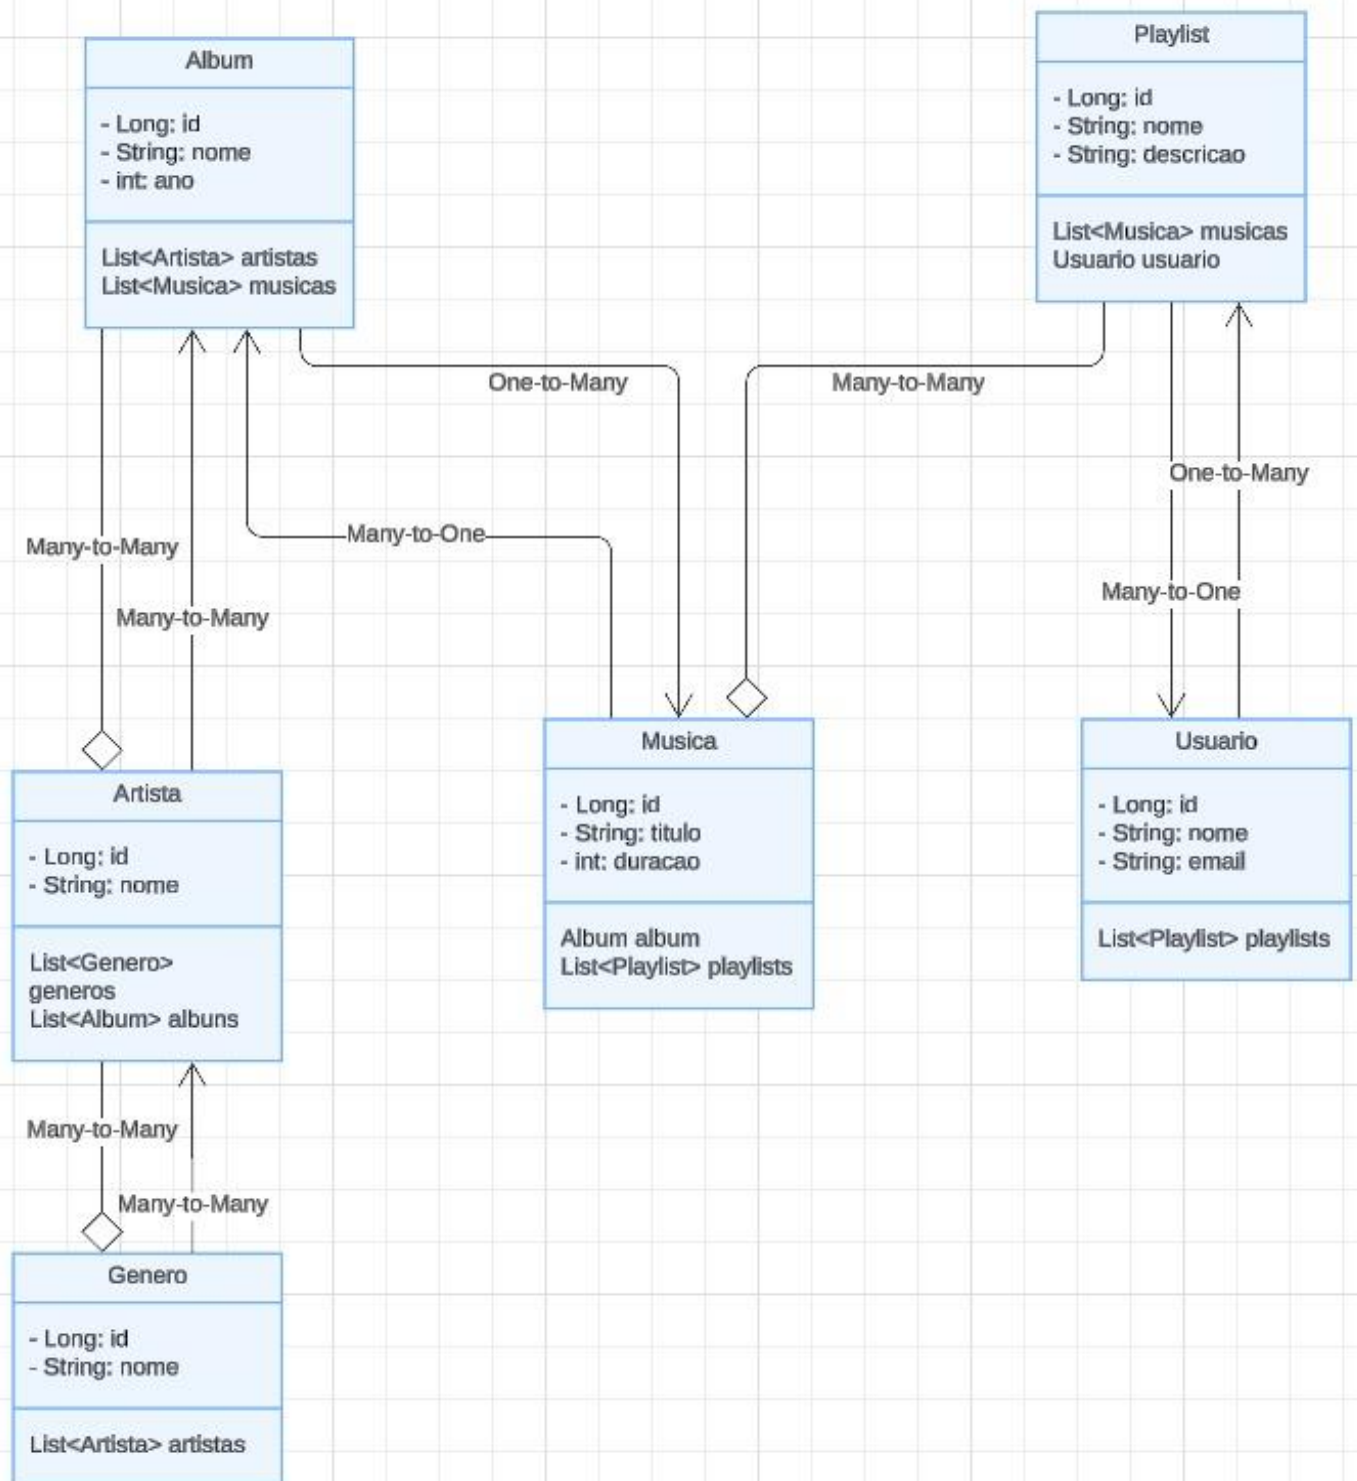 Album
- Long: id
- String: nome
- int: ano
List<Artista> artistas
List<Musica> musicas
Playlist
- Long: id
- String: nome
- String: descricao
List<Musica> musicas
Usuario usuario
One-to-Many
Many-to-Many
One-to-Many
Many-to-One
Many-to-Many
Many-to-One
Many-to-Many
Artista
- Long: id
- String: nome
List<Genero>
generos
List<Album> albuns
Musica
- Long: id
- String: titulo
- int: duracao
Album album
List<Playlist> playlists
Usuario
- Long: id
- String: nome
- String: email
List<Playlist> playlists
Many-to-Many
Many-to-Many
Genero
- Long: id
- String: nome
List<Artista> artistas